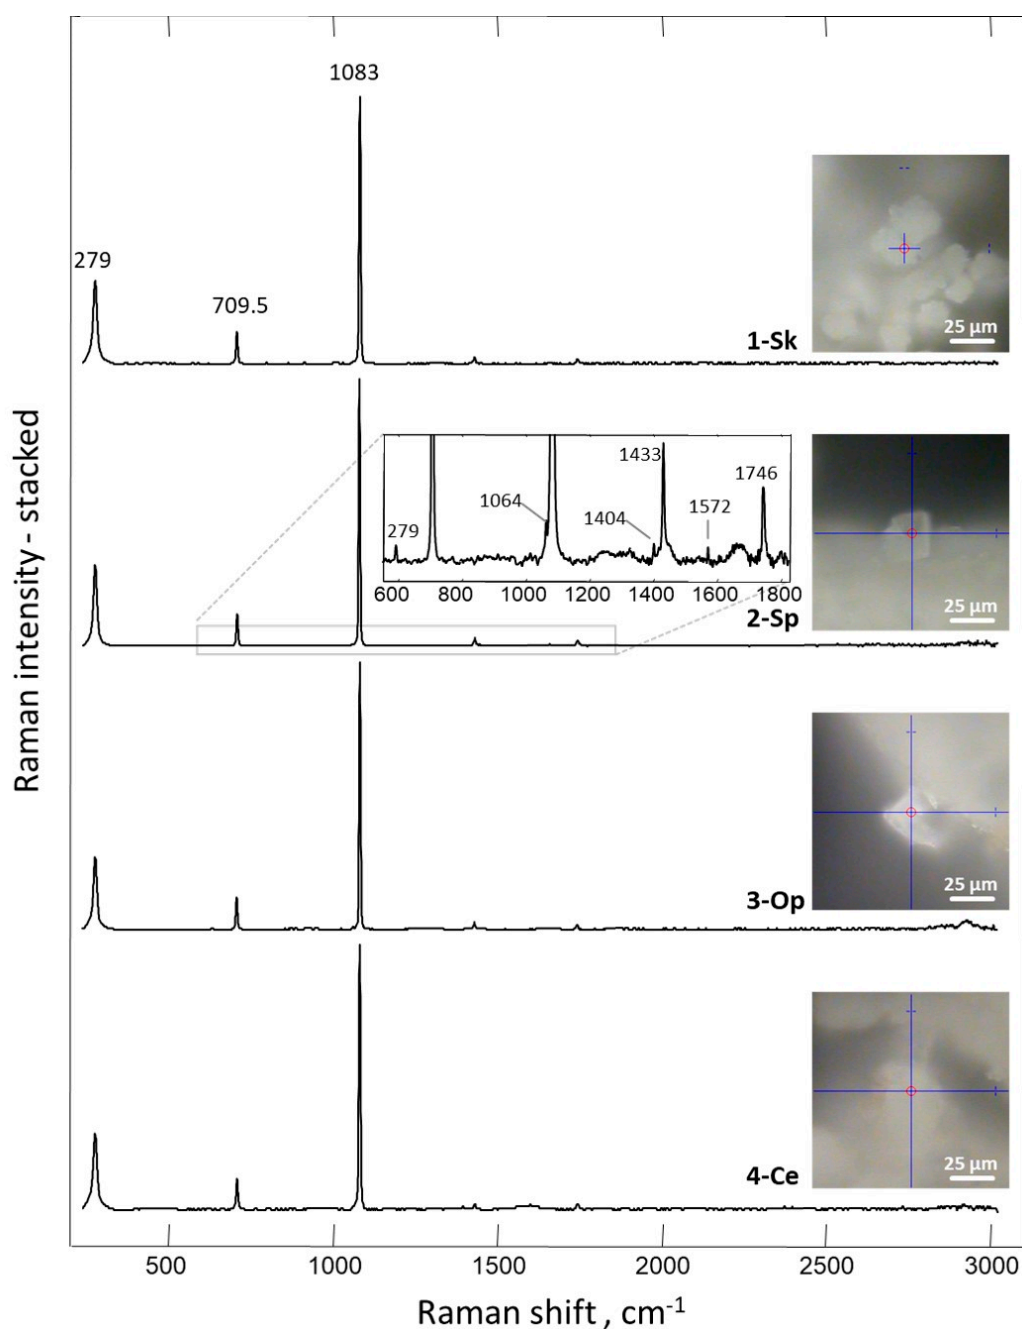 1083
279
709.5
1-Sk
25 µm
1433
1746
1064
1404
1572
279
600 800 1000 1200 1400 1600 1800
2-Sp
25 µm
Raman intensity - stacked
3-Op
25 µm
4-Ce
25 µm
500 1000 1500 2000 2500 3000
Raman shift , cm⁻¹